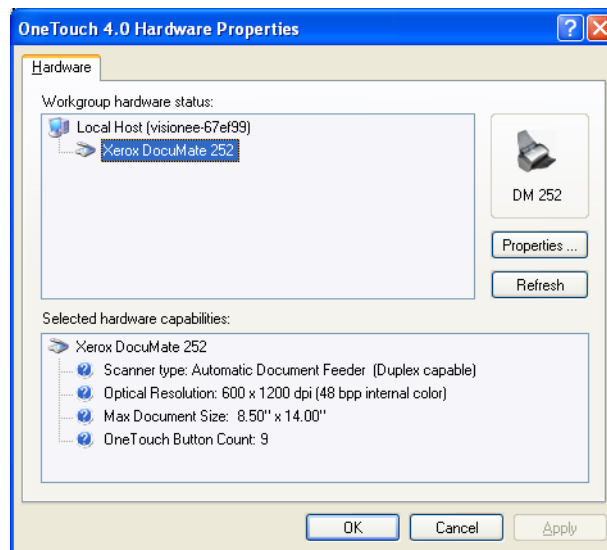 OneTouch 4.0 Hardware Properties
Hardware
Workgroup hardware status:
Local Host (visionee-67ef99)
Xerox DocuMate 252
DM 252
Properties ...
Refresh
Selected hardware capabilities:
Xerox DocuMate 252
Scanner type: Automatic Document Feeder (Duplex capable)
Optical Resolution: 600 x 1200 dpi (48 bpp internal color)
Max Document Size: 8.50" x 14.00"
OneTouch Button Count: 9
OK
Cancel
Apply